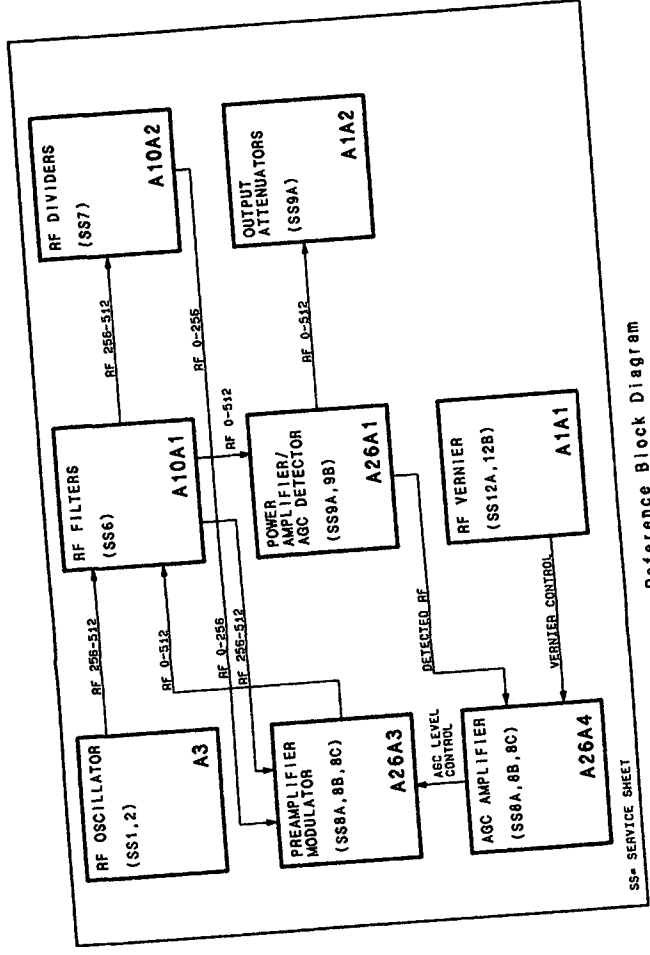 RF OSCILLATOR
(SS1,2)
A3
RF 256-512
RF FILTERS
(SS6)
A10A1
RF 256-512
RF DIVIDERS
(SS7)
A10A2
RF 0-512
RF 0-256
RF 256-512
RF 0-512
RF 0-256
PREAMPLIFIER
MODULATOR
(SS8A,8B,8C)
A26A3
POWER
AMPLIFIER/
AGC DETECTOR
(SS9A,9B)
A26A1
RF 0-512
OUTPUT
ATTENUATORS
(SS9A)
A1A2
AGC LEVEL
CONTROL
DETECTED RF
AGC AMPLIFIER
(SS8A,8B,8C)
A26A4
VERNIER CONTROL
RF VERNIER
(SS12A,12B)
A1A1
SS= SERVICE SHEET
Reference Block Diagram